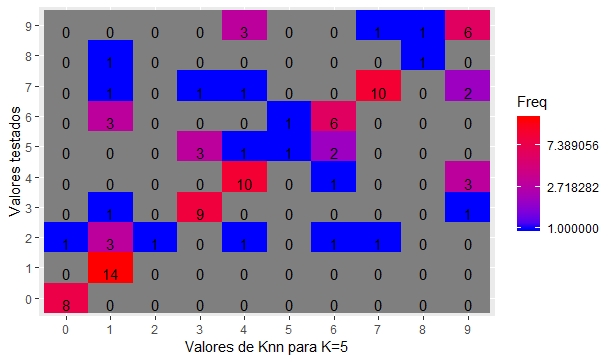 9 0 0 0 0 3 0 0 1 1 6
8 0 1 0 0 0 0 0 0 1 0
7 0 1 0 1 1 0 0 10 0 2
6 0 3 0 0 0 1 6 0 0 0
5 0 0 0 3 1 1 2 0 0 0
4 0 0 0 0 10 0 1 0 0 3
3 0 1 0 9 0 0 0 0 0 1
2 1 3 1 0 1 0 1 1 0 0
1 0 14 0 0 0 0 0 0 0 0
0 8 0 0 0 0 0 0 0 0 0
0 1 2 3 4 5 6 7 8 9
Valores de Knn para K=5
Valores testados
Freq
7.389056
2.718282
1.000000